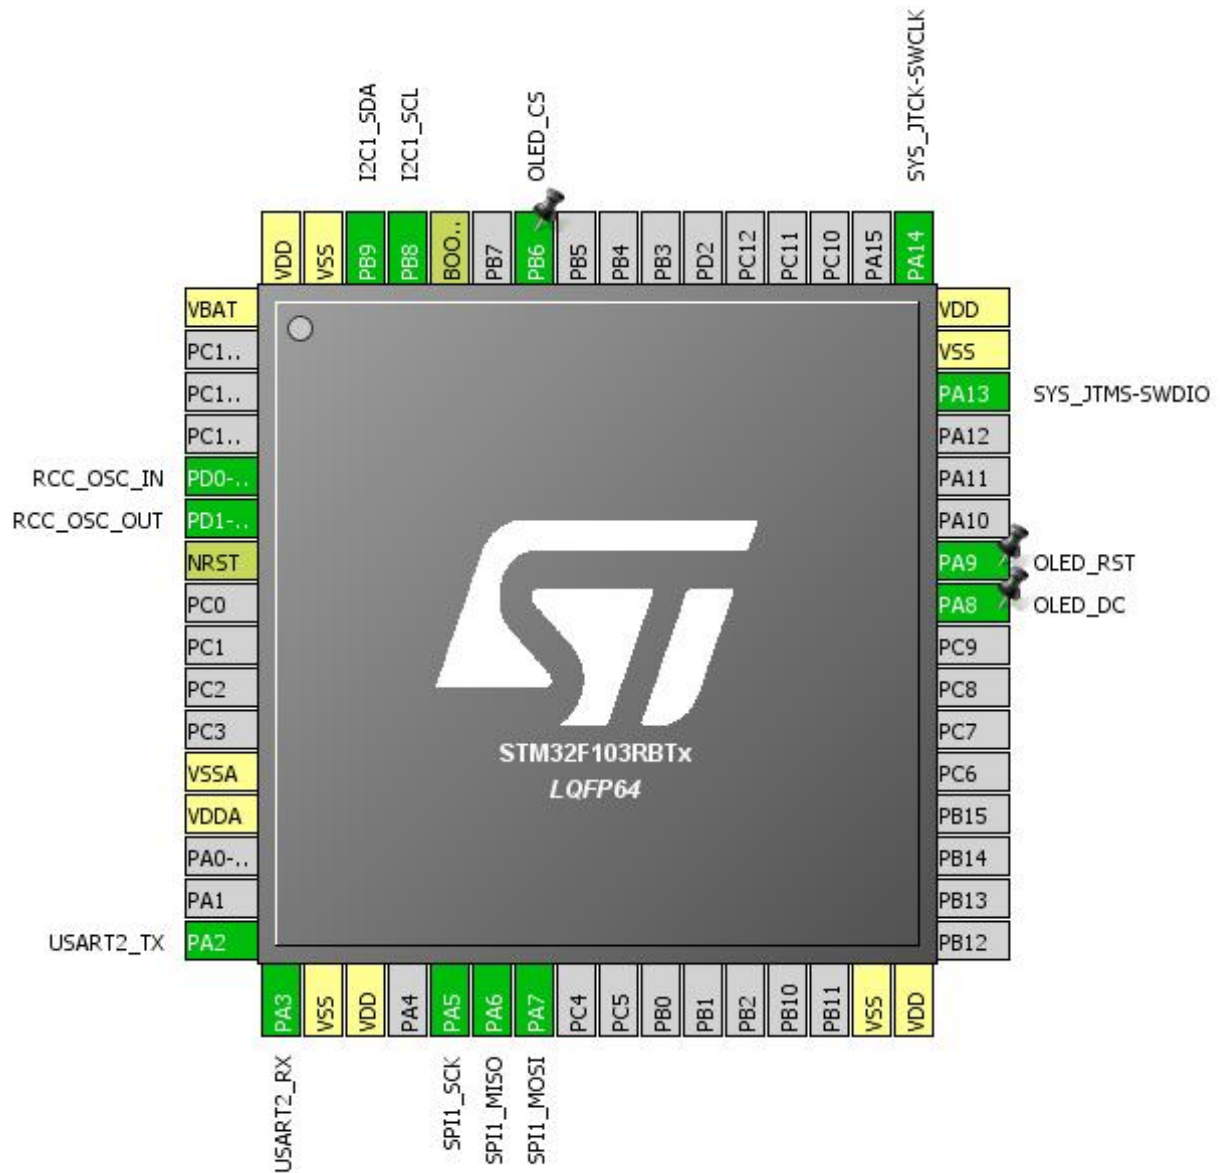 I2C1_SDA
I2C1_SCL
OLED_CS
SYS_JTCK-SWCLK
VDD
VSS
PB9
PB8
BOO..
PB7
PB6
PB5
PB4
PB3
PD2
PC12
PC11
PC10
PA15
PA14
VBAT
PC1..
PC1..
PC1..
RCC_OSC_IN PD0-..
RCC_OSC_OUT PD1-..
NRST
PC0
PC1
PC2
PC3
VSSA
VDDA
PA0-..
PA1
USART2_TX PA2
ST
STM32F103RBTx
LQFP64
VDD
VSS
PA13 SYS_JTMS-SWDIO
PA12
PA11
PA10
PA9 OLED_RST
PA8 OLED_DC
PC9
PC8
PC7
PC6
PB15
PB14
PB13
PB12
PA3
VSS
VDD
PA4
PA5
PA6
PA7
PC4
PC5
PB0
PB1
PB2
PB10
PB11
VSS
VDD
USART2_RX
SPI1_SCK
SPI1_MISO
SPI1_MOSI